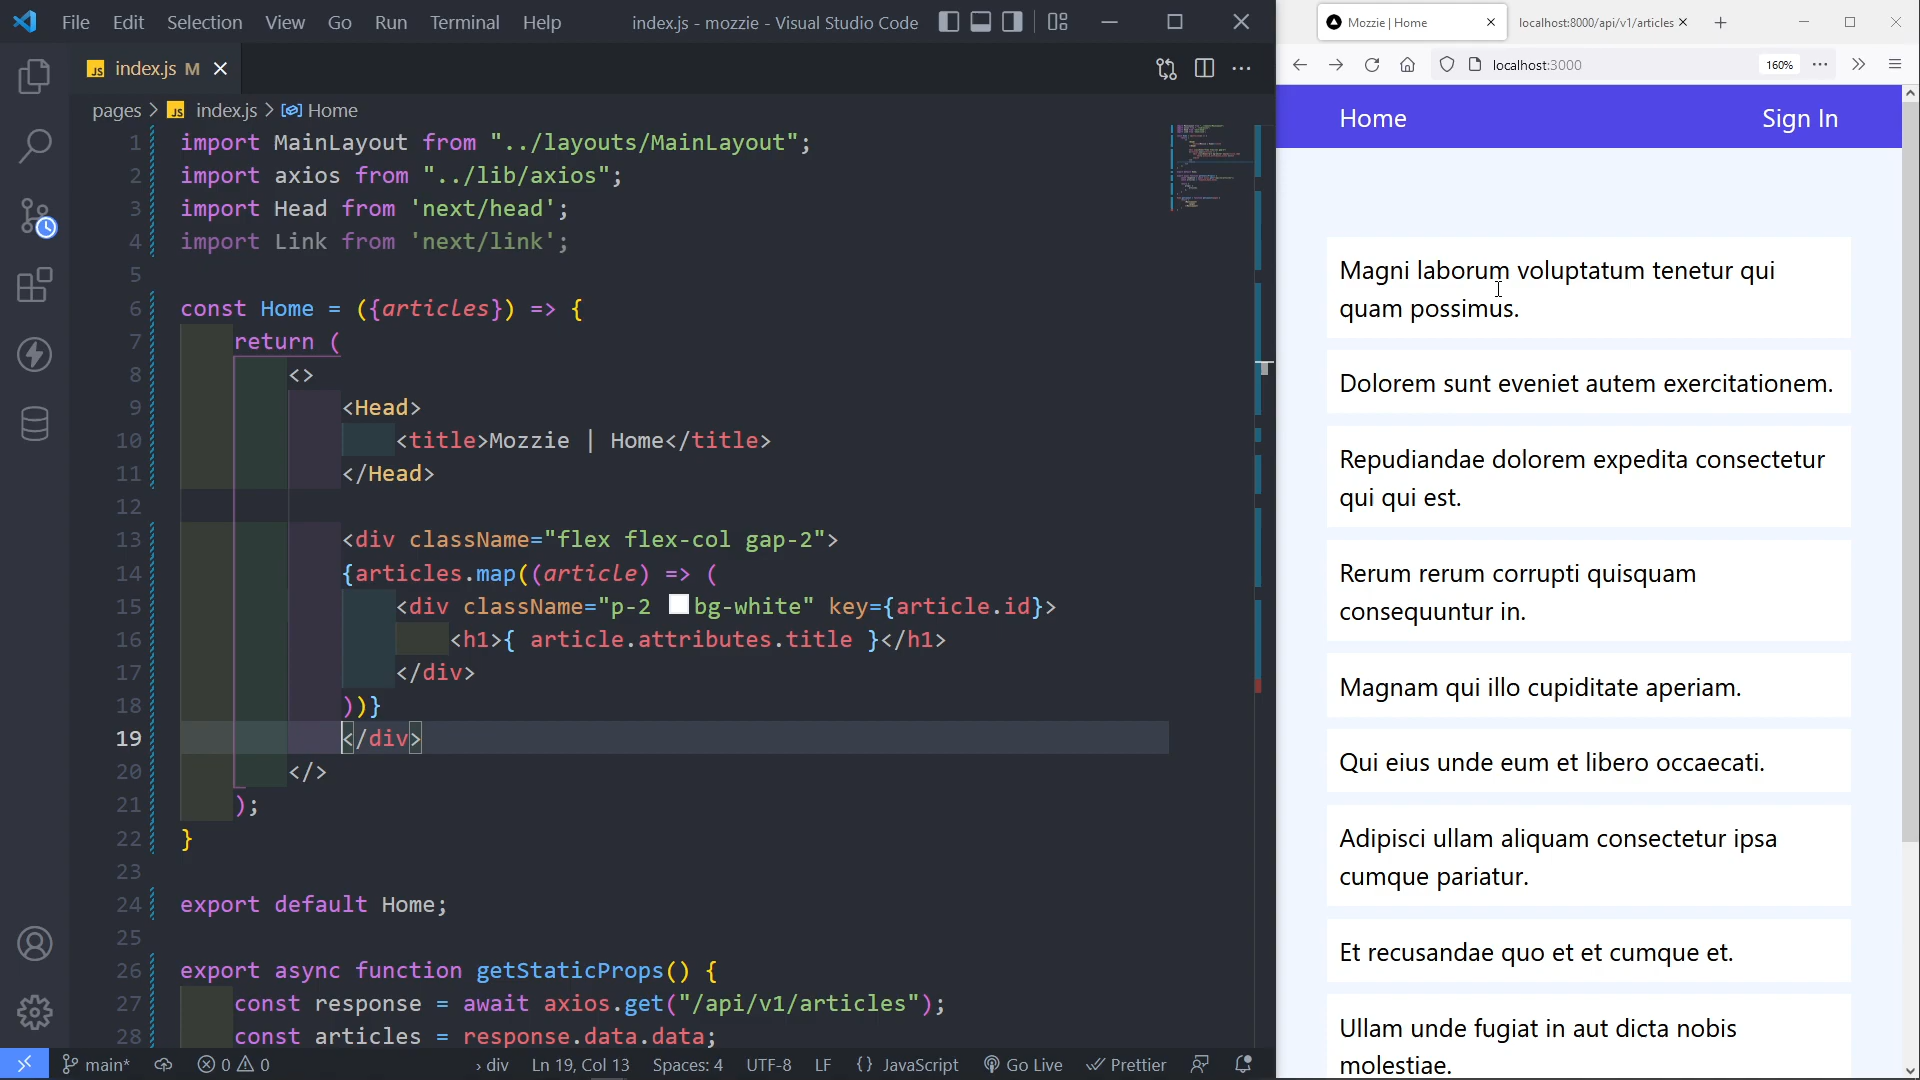 File Edit Selection View Go Run Terminal Help index.js - mozzie - Visual Studio Code
JS index.js M
pages > JS index.js > Home
1 import MainLayout from "../layouts/MainLayout";
2 import axios from "../lib/axios";
3 import Head from 'next/head';
4 import Link from 'next/link';
5
6 const Home = ({articles}) => {
7 return (
8 <>
9 <Head>
10 <title>Mozzie | Home</title>
11 </Head>
12
13 <div className="flex flex-col gap-2">
14 {articles.map((article) => (
15 <div className="p-2 bg-white" key={article.id}>
16 <h1>{ article.attributes.title }</h1>
17 </div>
18 ))}
19 </div>
20 </>
21 );
22 }
23
24 export default Home;
25
26 export async function getStaticProps() {
27 const response = await axios.get("/api/v1/articles");
28 const articles = response.data.data;
main* 0 0 › div Ln 19, Col 13 Spaces: 4 UTF-8 LF {} JavaScript Go Live Prettier
Mozzie | Home localhost:8000/api/v1/articles
localhost:3000 160%
Home Sign In
Magni laborum voluptatum tenetur qui
quam possimus.
Dolorem sunt eveniet autem exercitationem.
Repudiandae dolorem expedita consectetur
qui qui est.
Rerum rerum corrupti quisquam
consequuntur in.
Magnam qui illo cupiditate aperiam.
Qui eius unde eum et libero occaecati.
Adipisci ullam aliquam consectetur ipsa
cumque pariatur.
Et recusandae quo et et cumque et.
Ullam unde fugiat in aut dicta nobis
molestiae.